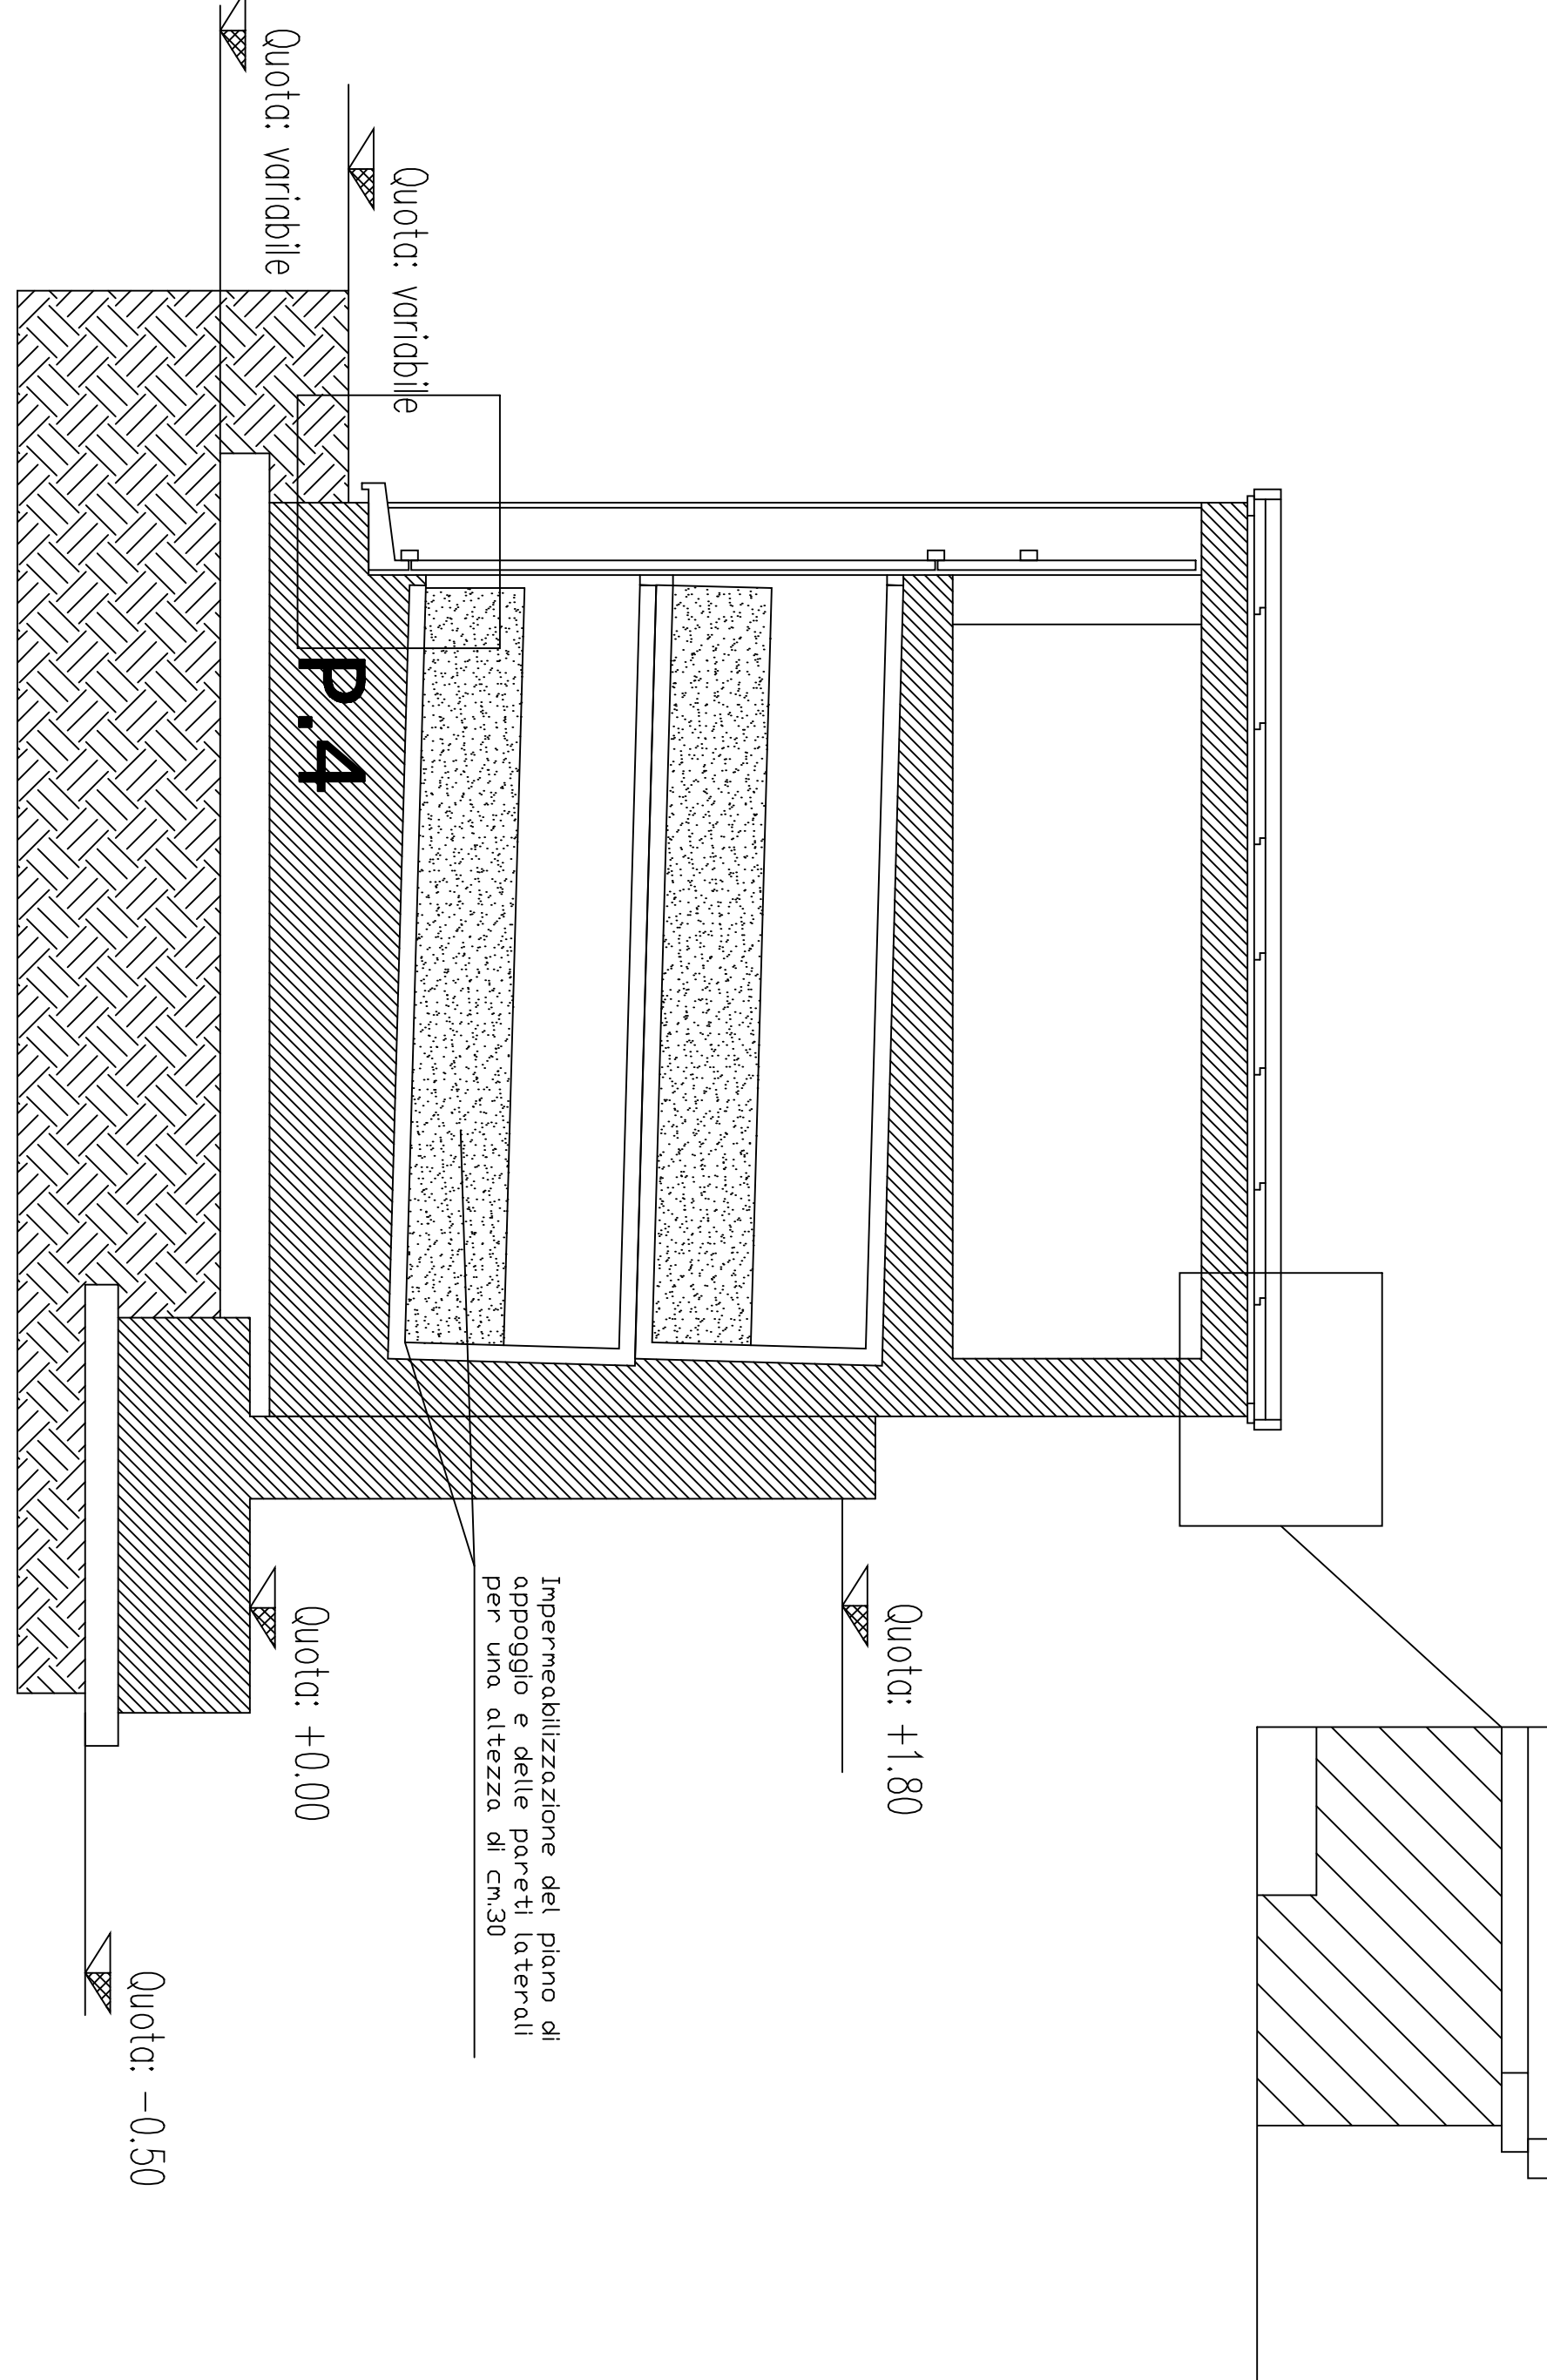 Quota: variabile
Quota: variabile
P.4
Quota: +1.80
Impermeabilizzazione del piano di
appoggio e delle pareti laterali
per una altezza di cm.30
Quota: +0.00
Quota: -0.50